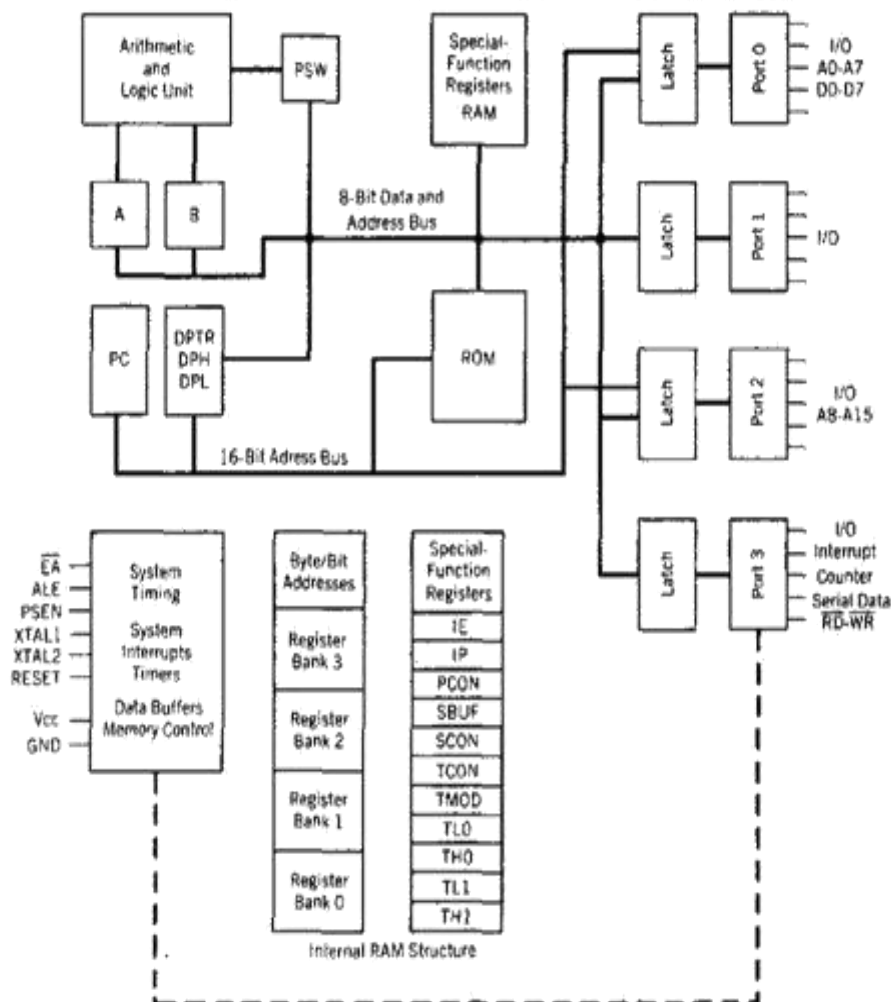 Arithmetic
and
Logic Unit
PSW
Special-
Function
Registers
RAM
Latch
Port 0
I/O
A0-A7
D0-D7
A
B
8-Bit Data and
Address Bus
Latch
Port 1
I/O
PC
DPTR
DPH
DPL
ROM
Latch
Port 2
I/O
A8-A15
16-Bit Adress Bus
EA
ALE
PSEN
XTAL1
XTAL2
RESET
Vcc
GND
System
Timing
System
Interrupts
Timers
Data Buffers
Memory Control
Byte/Bit
Addresses
Register
Bank 3
Register
Bank 2
Register
Bank 1
Register
Bank 0
Special-
Function
Registers
IE
IP
PCON
SBUF
SCON
TCON
TMOD
TL0
TH0
TL1
TH1
Internal RAM Structure
Latch
Port 3
I/O
Interrupt
Counter
Serial Data
RD-WR